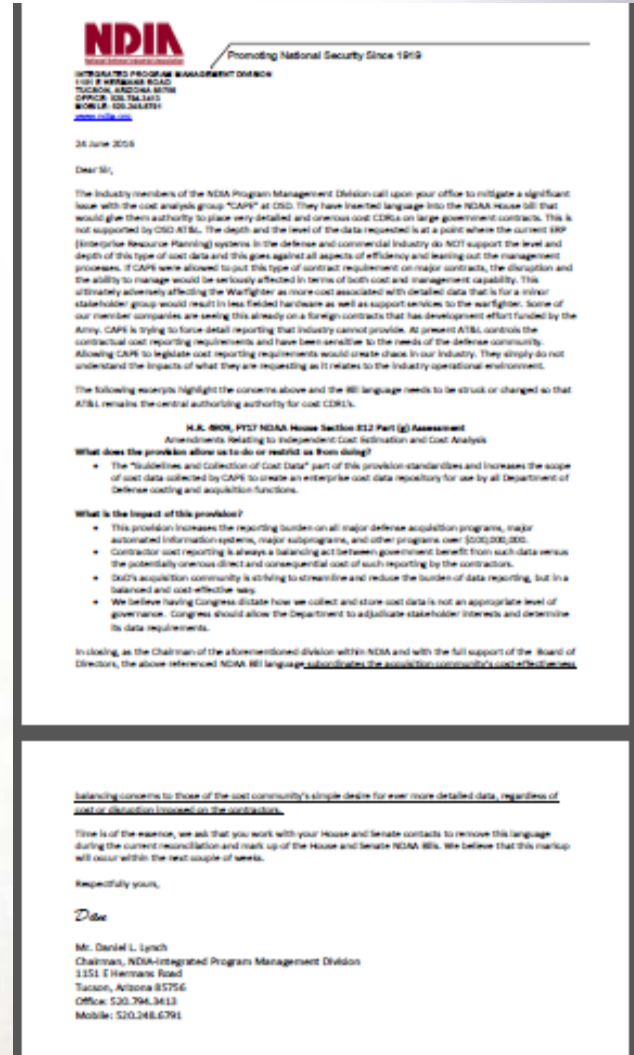 NDIA
Promoting National Security Since 1919
INTEGRATED PROGRAM MANAGEMENT DIVISION
1151 E HERMANS ROAD
TUCSON, ARIZONA 85756
OFFICE: 520.794.3413
MOBILE: 520.248.6791
www.ndia.org
24 June 2016
Dear Sir,
The industry members of the NDIA Program Management Division call upon your office to mitigate a significant
issue with the cost analysis group "CAPE" at OSD. They have inserted language into the NDAA House bill that
would give them authority to place very detailed and onerous cost CDRLs on large government contracts. This is
not supported by OSD AT&L. The depth and the level of the data requested is at a point where the current ERP
(Enterprise Resource Planning) systems in the defense and commercial industry do NOT support the level and
depth of this type of cost data and this goes against all aspects of efficiency and leaning out the management
processes. If CAPE were allowed to put this type of contract requirement on major contracts, the disruption and
the ability to manage would be seriously affected in terms of both cost and management capability. This
ultimately adversely affecting the Warfighter as more cost associated with detailed data that is for a minor
stakeholder group would result in less fielded hardware as well as support services to the warfighter. Some of
our member companies are seeing this already on a foreign contracts that has development effort funded by the
Army. CAPE is trying to force detail reporting that industry cannot provide. At present AT&L controls the
contractual cost reporting requirements and have been sensitive to the needs of the defense community.
Allowing CAPE to legislate cost reporting requirements would create chaos in our industry. They simply do not
understand the impacts of what they are requesting as it relates to the industry operational environment.
The following excerpts highlight the concerns above and the Bill language needs to be struck or changed so that
AT&L remains the central authorizing authority for cost CDRL's.
H.R. 4909, FY17 NDAA House Section 812 Part (g) Assessment
Amendments Relating to Independent Cost Estimation and Cost Analysis
What does the provision allow us to do or restrict us from doing?
• The "Guidelines and Collection of Cost Data" part of this provision standardizes and increases the scope
of cost data collected by CAPE to create an enterprise cost data repository for use by all Department of
Defense costing and acquisition functions.
What is the impact of this provision?
• This provision increases the reporting burden on all major defense acquisition programs, major
automated information systems, major subprograms, and other programs over $100,000,000.
• Contractor cost reporting is always a balancing act between government benefit from such data versus
the potentially onerous direct and consequential cost of such reporting by the contractors.
• DoD's acquisition community is striving to streamline and reduce the burden of data reporting, but in a
balanced and cost-effective way.
• We believe having Congress dictate how we collect and store cost data is not an appropriate level of
governance. Congress should allow the Department to adjudicate stakeholder interests and determine
its data requirements.
In closing, as the Chairman of the aforementioned division within NDIA and with the full support of the Board of
Directors, the above referenced NDAA Bill language subordinates the acquisition community's cost-effectiveness
balancing concerns to those of the cost community's simple desire for ever more detailed data, regardless of
cost or disruption imposed on the contractors.
Time is of the essence, we ask that you work with your House and Senate contacts to remove this language
during the current reconciliation and mark up of the House and Senate NDAA Bills. We believe that this markup
will occur within the next couple of weeks.
Respectfully yours,
Dan
Mr. Daniel L. Lynch
Chairman, NDIA-Integrated Program Management Division
1151 E Hermans Road
Tucson, Arizona 85756
Office: 520.794.3413
Mobile: 520.248.6791